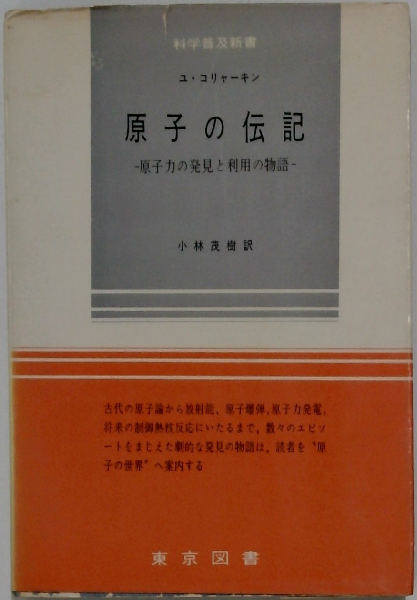 科学普及新書
ユ・コリャーキン
原子の伝記
-原子力の発見と利用の物語-
小林茂樹訳
古代の原子論から放射能、原子爆弾、原子力発電、
将来の制御熱核反応にいたるまで，数々のエピソ
ートをまじえた劇的な発見の物語は，読者を〝原
子の世界〟へ案内する
東京図書